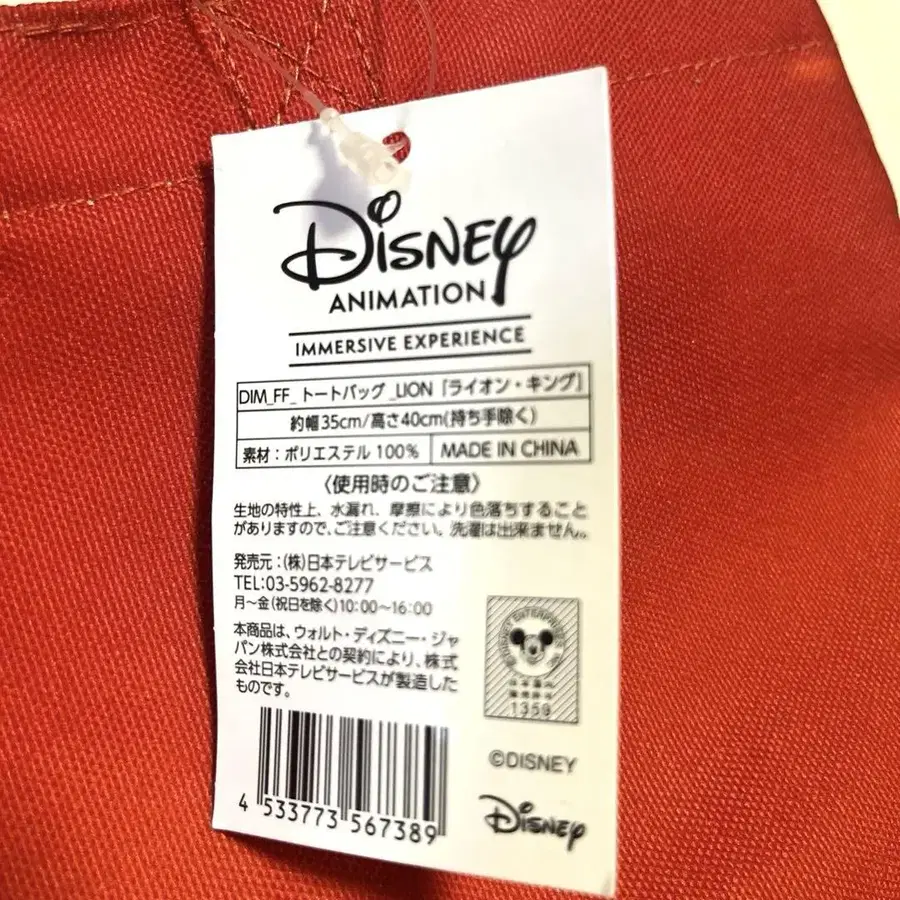 Disney
ANIMATION
IMMERSIVE EXPERIENCE
DIM_FF_トートバッグ_LION「ライオン・キング」
約幅35cm/高さ40cm(持ち手除く)
素材:ポリエステル100% MADE IN CHINA
〈使用時のご注意〉
生地の特性上、水漏れ、摩擦により色落ちすること
がありますので、ご注意ください。洗濯は出来ません。
発売元:(株)日本テレビサービス
TEL:03-5962-8277
月〜金(祝日を除く)10:00〜16:00
本商品は、ウォルト・ディズニー・ジャ
パン株式会社との契約により、株式
会社日本テレビサービスが製造した
ものです。
1359
©DISNEY
Disney
4 533773 567389